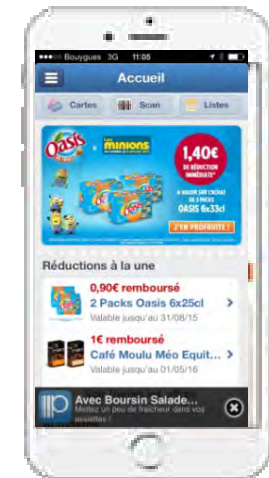 Bouygues 3G 11:05
Accueil
Cartes
Scan
Listes
Oasis
Les
minions
1,40€
DE RÉDUCTION
IMMÉDIATE*
A VALOIR SUR L'ACHAT
DE 2 PACKS
OASIS 6x33cl
J'EN PROFITE !
Réductions à la une
0,90€ remboursé
2 Packs Oasis 6x25cl
Valable jusqu'au 31/08/15
1€ remboursé
Café Moulu Méo Equit...
Valable jusqu'au 01/05/16
Avec Boursin Salade...
Mettez un peu de fraîcheur dans vos
assiettes !